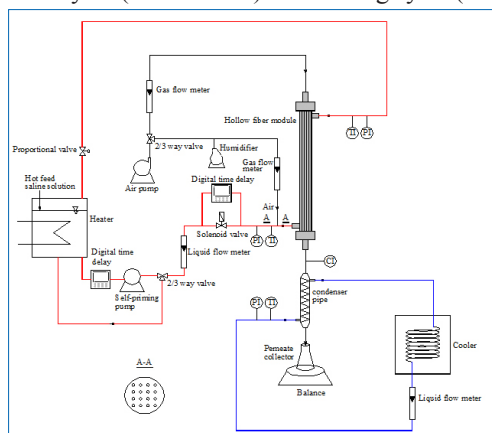 Gas flow meter
Hollow fiber module
TI
PI
2/3 way valve
Humidifier
Proportional valve
Gas flow
meter
Air pump
Hot feed
saline solution
Digital time delay
Air
A
A
Heater
Solenoid valve
PI
TI
Digital time
delay
Liquid flow meter
CI
2/3 way valve
Self-priming
pump
PI
TI
condenser
pipe
A-A
Permeate
collector
Cooler
Balance
Liquid flow
meter